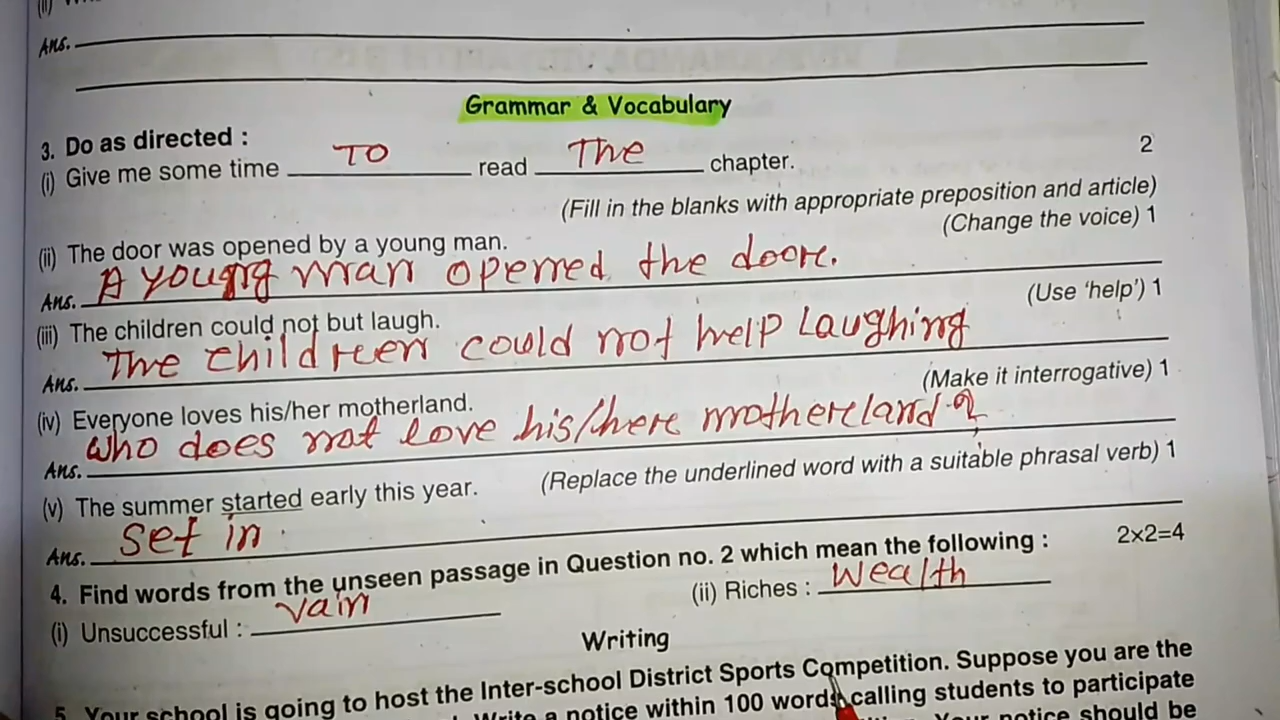 Ans.
Grammar & Vocabulary
3. Do as directed : 2
(i) Give me some time TO read The chapter.
(Fill in the blanks with appropriate preposition and article)
(ii) The door was opened by a young man. (Change the voice) 1
Ans. A young man opened the door.
(iii) The children could not but laugh. (Use 'help') 1
Ans. The children could not help Laughing
(iv) Everyone loves his/her motherland. (Make it interrogative) 1
Ans. Who does not love his/here motherland?
(v) The summer started early this year. (Replace the underlined word with a suitable phrasal verb) 1
Ans. Set in
4. Find words from the unseen passage in Question no. 2 which mean the following : 2×2=4
(i) Unsuccessful : Vain (ii) Riches : Wealth
Writing
5. Your school is going to host the Inter-school District Sports Competition. Suppose you are the
Write a notice within 100 words calling students to participate
Your notice should be